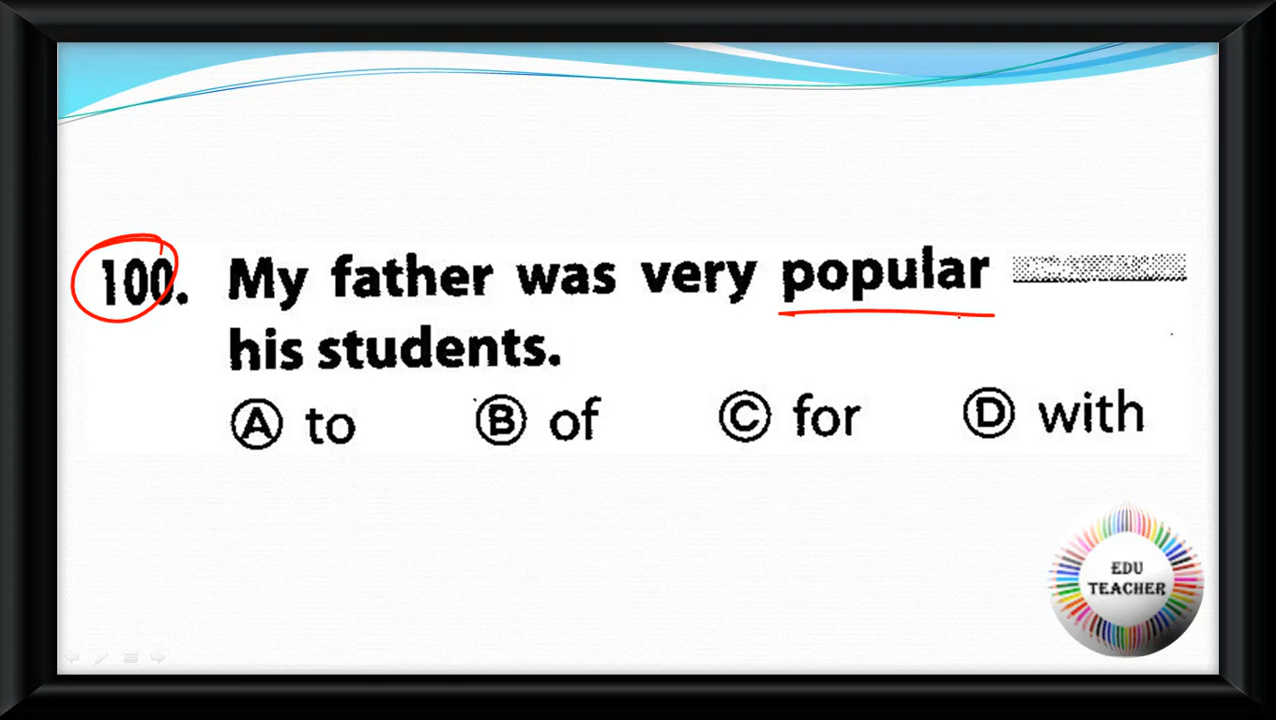 100. My father was very popular
his students.
Ⓐ to Ⓑ of Ⓒ for Ⓓ with
EDU
TEACHER